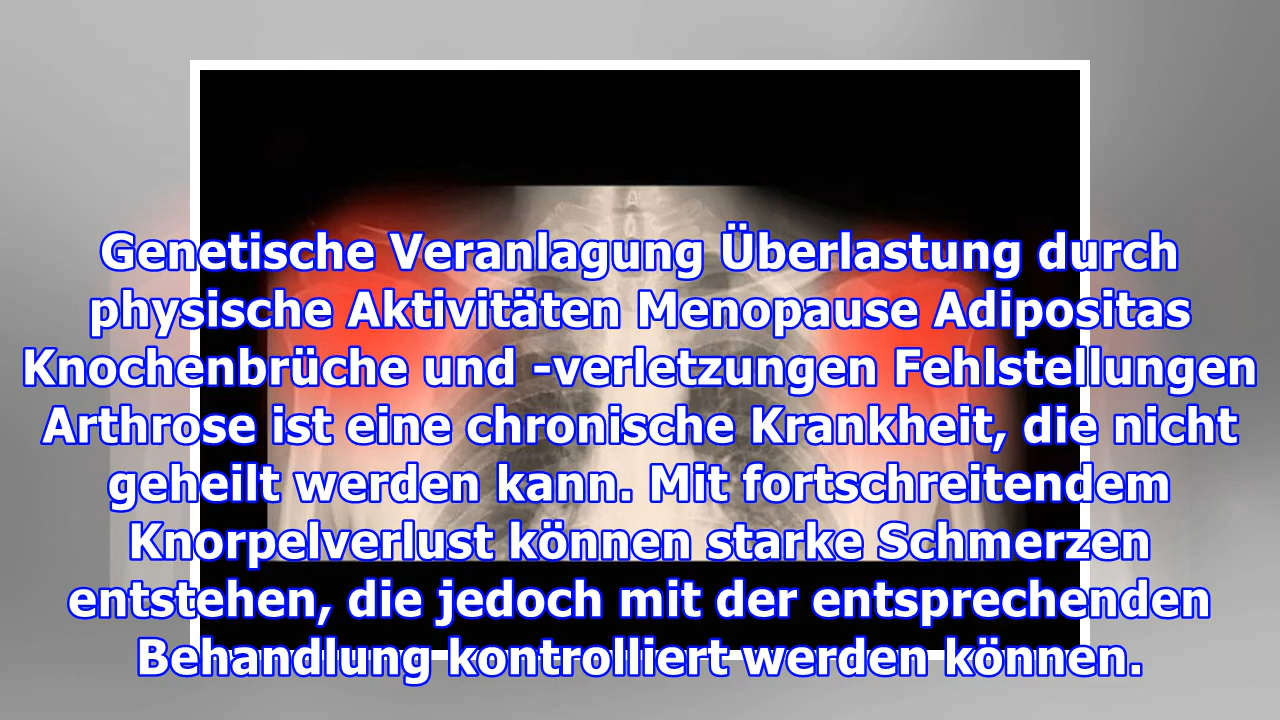 Genetische Veranlagung Überlastung durch
physische Aktivitäten Menopause Adipositas
Knochenbrüche und -verletzungen Fehlstellungen
Arthrose ist eine chronische Krankheit, die nicht
geheilt werden kann. Mit fortschreitendem
Knorpelverlust können starke Schmerzen
entstehen, die jedoch mit der entsprechenden
Behandlung kontrolliert werden können.